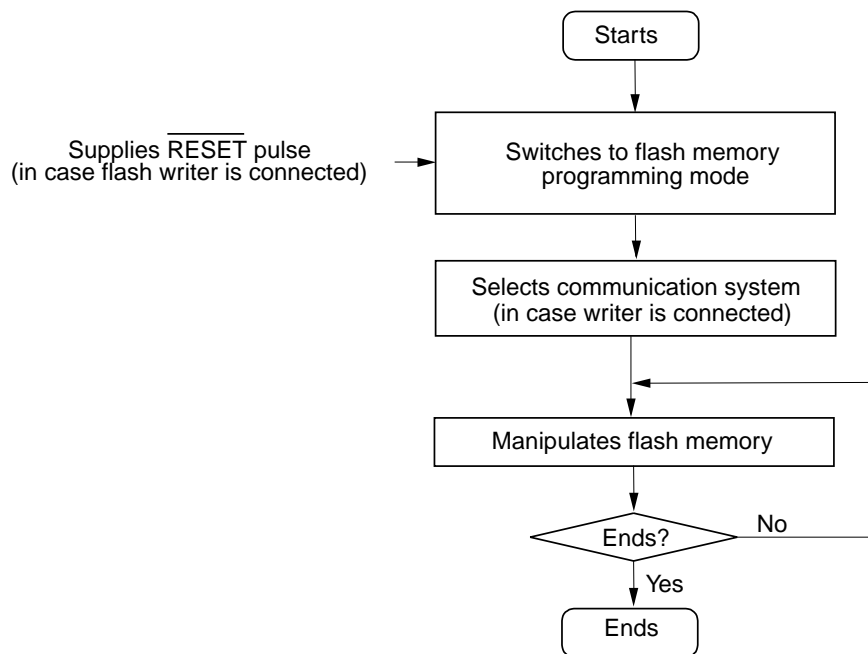 Starts
Supplies RESET pulse
(in case flash writer is connected)
Switches to flash memory
programming mode
Selects communication system
(in case writer is connected)
Manipulates flash memory
Ends?
No
Yes
Ends